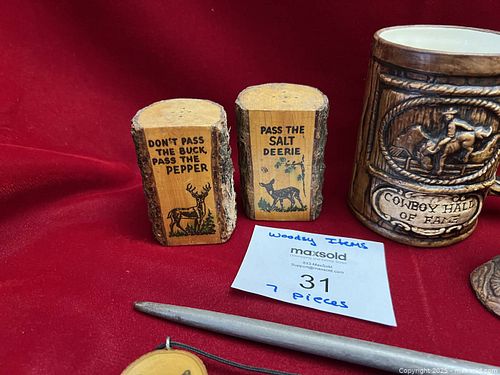 DON'T PASS
THE BUCK,
PASS THE
PEPPER
PASS THE
SALT
DEERIE
COWBOY HALL
OF FAME
Woodsy Items
maxsold
31
7 pieces
Copyright 2025 - MaxSold